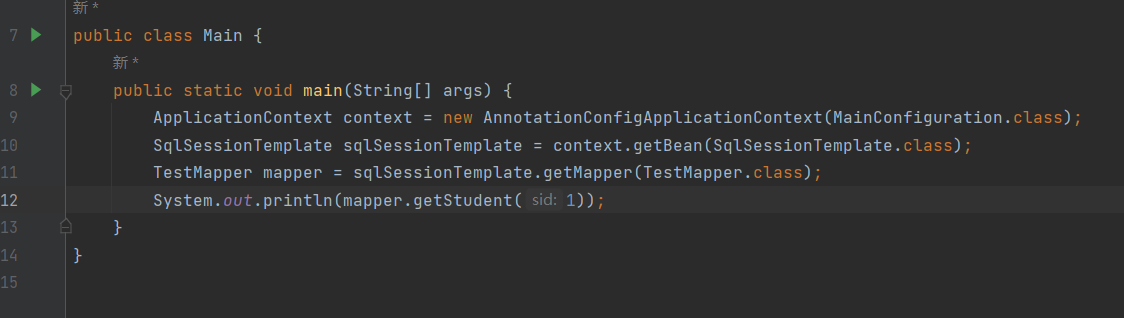 新 *
7 public class Main {
新 *
8 public static void main(String[] args) {
9 ApplicationContext context = new AnnotationConfigApplicationContext(MainConfiguration.class);
10 SqlSessionTemplate sqlSessionTemplate = context.getBean(SqlSessionTemplate.class);
11 TestMapper mapper = sqlSessionTemplate.getMapper(TestMapper.class);
12 System.out.println(mapper.getStudent( sid: 1));
13 }
14 }
15